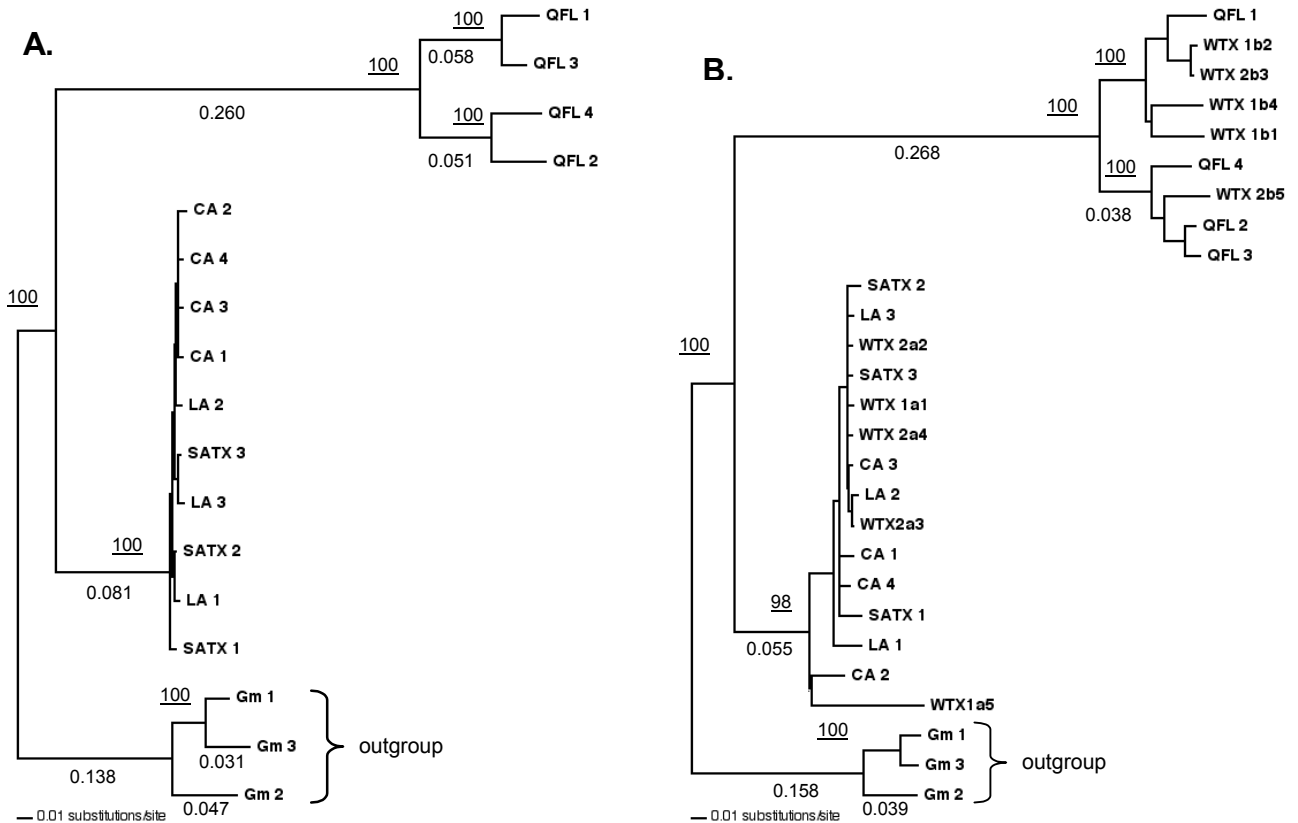 A.
100
QFL 1
0.058
QFL 3
100
0.260
100
QFL 4
0.051
QFL 2
CA 2
CA 4
100
CA 3
CA 1
LA 2
SATX 3
LA 3
100
SATX 2
0.081
LA 1
SATX 1
100
Gm 1
outgroup
Gm 3
0.031
0.138
Gm 2
0.047
0.01 substitutions/site
B.
QFL 1
100
WTX 1b2
WTX 2b3
100
WTX 1b4
WTX 1b1
0.268
100
QFL 4
WTX 2b5
0.038
QFL 2
QFL 3
SATX 2
LA 3
100
WTX 2a2
SATX 3
WTX 1a1
WTX 2a4
CA 3
LA 2
WTX2a3
CA 1
CA 4
98
SATX 1
0.055
LA 1
CA 2
WTX1a5
100
Gm 1
outgroup
Gm 3
0.158
Gm 2
0.039
0.01 substitutions/site